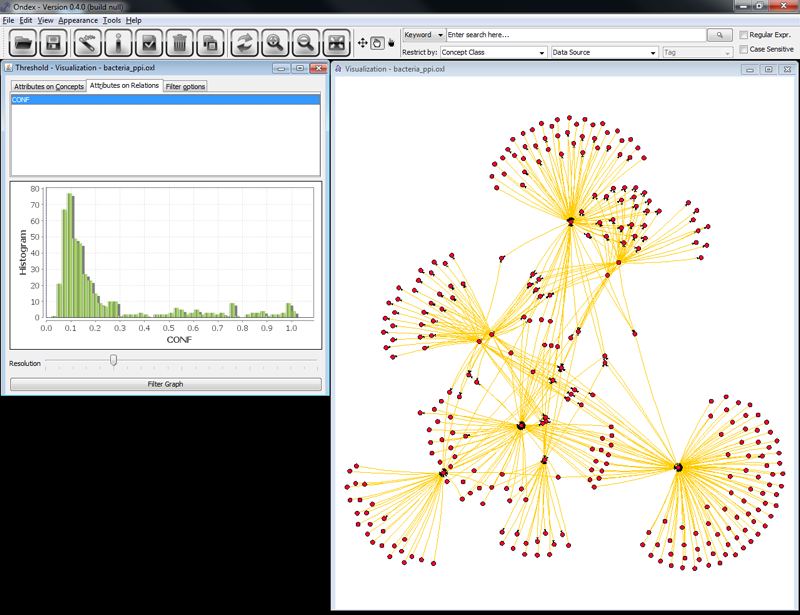 Ondex - Version 0.4.0 (build null)
File Edit View Appearance Tools Help
Keyword Enter search here... Regular Expr.
Restrict by: Concept Class Data Source Tag Case Sensitive
Threshold - Visualization - bacteria_ppi.oxl
Visualization - bacteria_ppi.oxl
Attributes on Concepts Attributes on Relations Filter options
CONF
80
70
60
50
40
30
20
10
0
Histogram
0.0 0.1 0.2 0.3 0.4 0.5 0.6 0.7 0.8 0.9 1.0
CONF
Resolution
Filter Graph